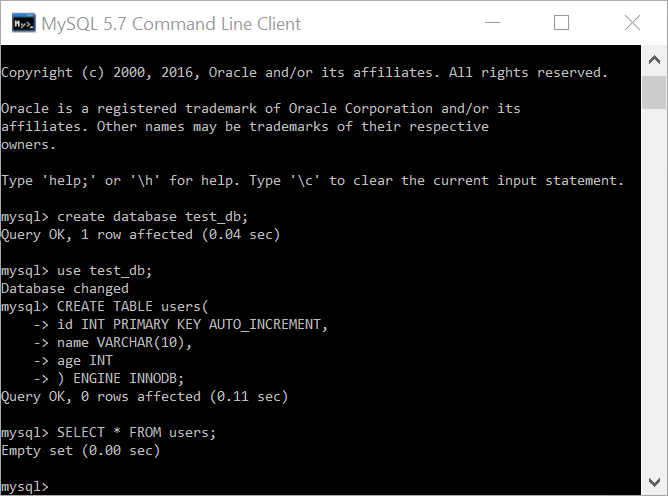 MySQL 5.7 Command Line Client
Copyright (c) 2000, 2016, Oracle and/or its affiliates. All rights reserved.
Oracle is a registered trademark of Oracle Corporation and/or its
affiliates. Other names may be trademarks of their respective
owners.
Type 'help;' or '\h' for help. Type '\c' to clear the current input statement.
mysql> create database test_db;
Query OK, 1 row affected (0.04 sec)
mysql> use test_db;
Database changed
mysql> CREATE TABLE users(
    -> id INT PRIMARY KEY AUTO_INCREMENT,
    -> name VARCHAR(10),
    -> age INT
    -> ) ENGINE INNODB;
Query OK, 0 rows affected (0.11 sec)
mysql> SELECT * FROM users;
Empty set (0.00 sec)
mysql>